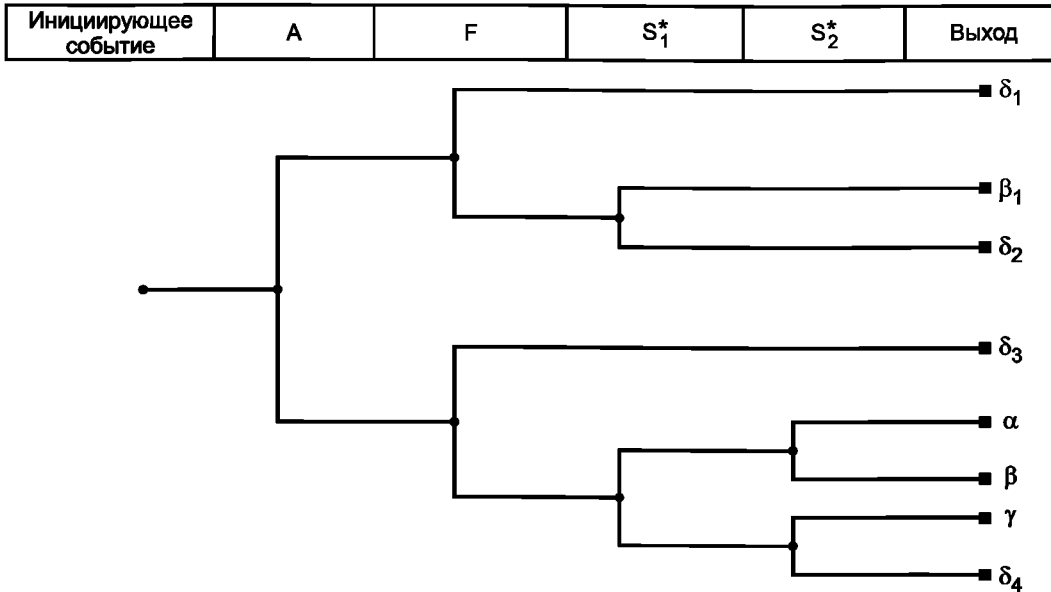 Инициирующее
событие
A
F
S₁*
S₂*
Выход
δ₁
β₁
δ₂
δ₃
α
β
γ
δ₄